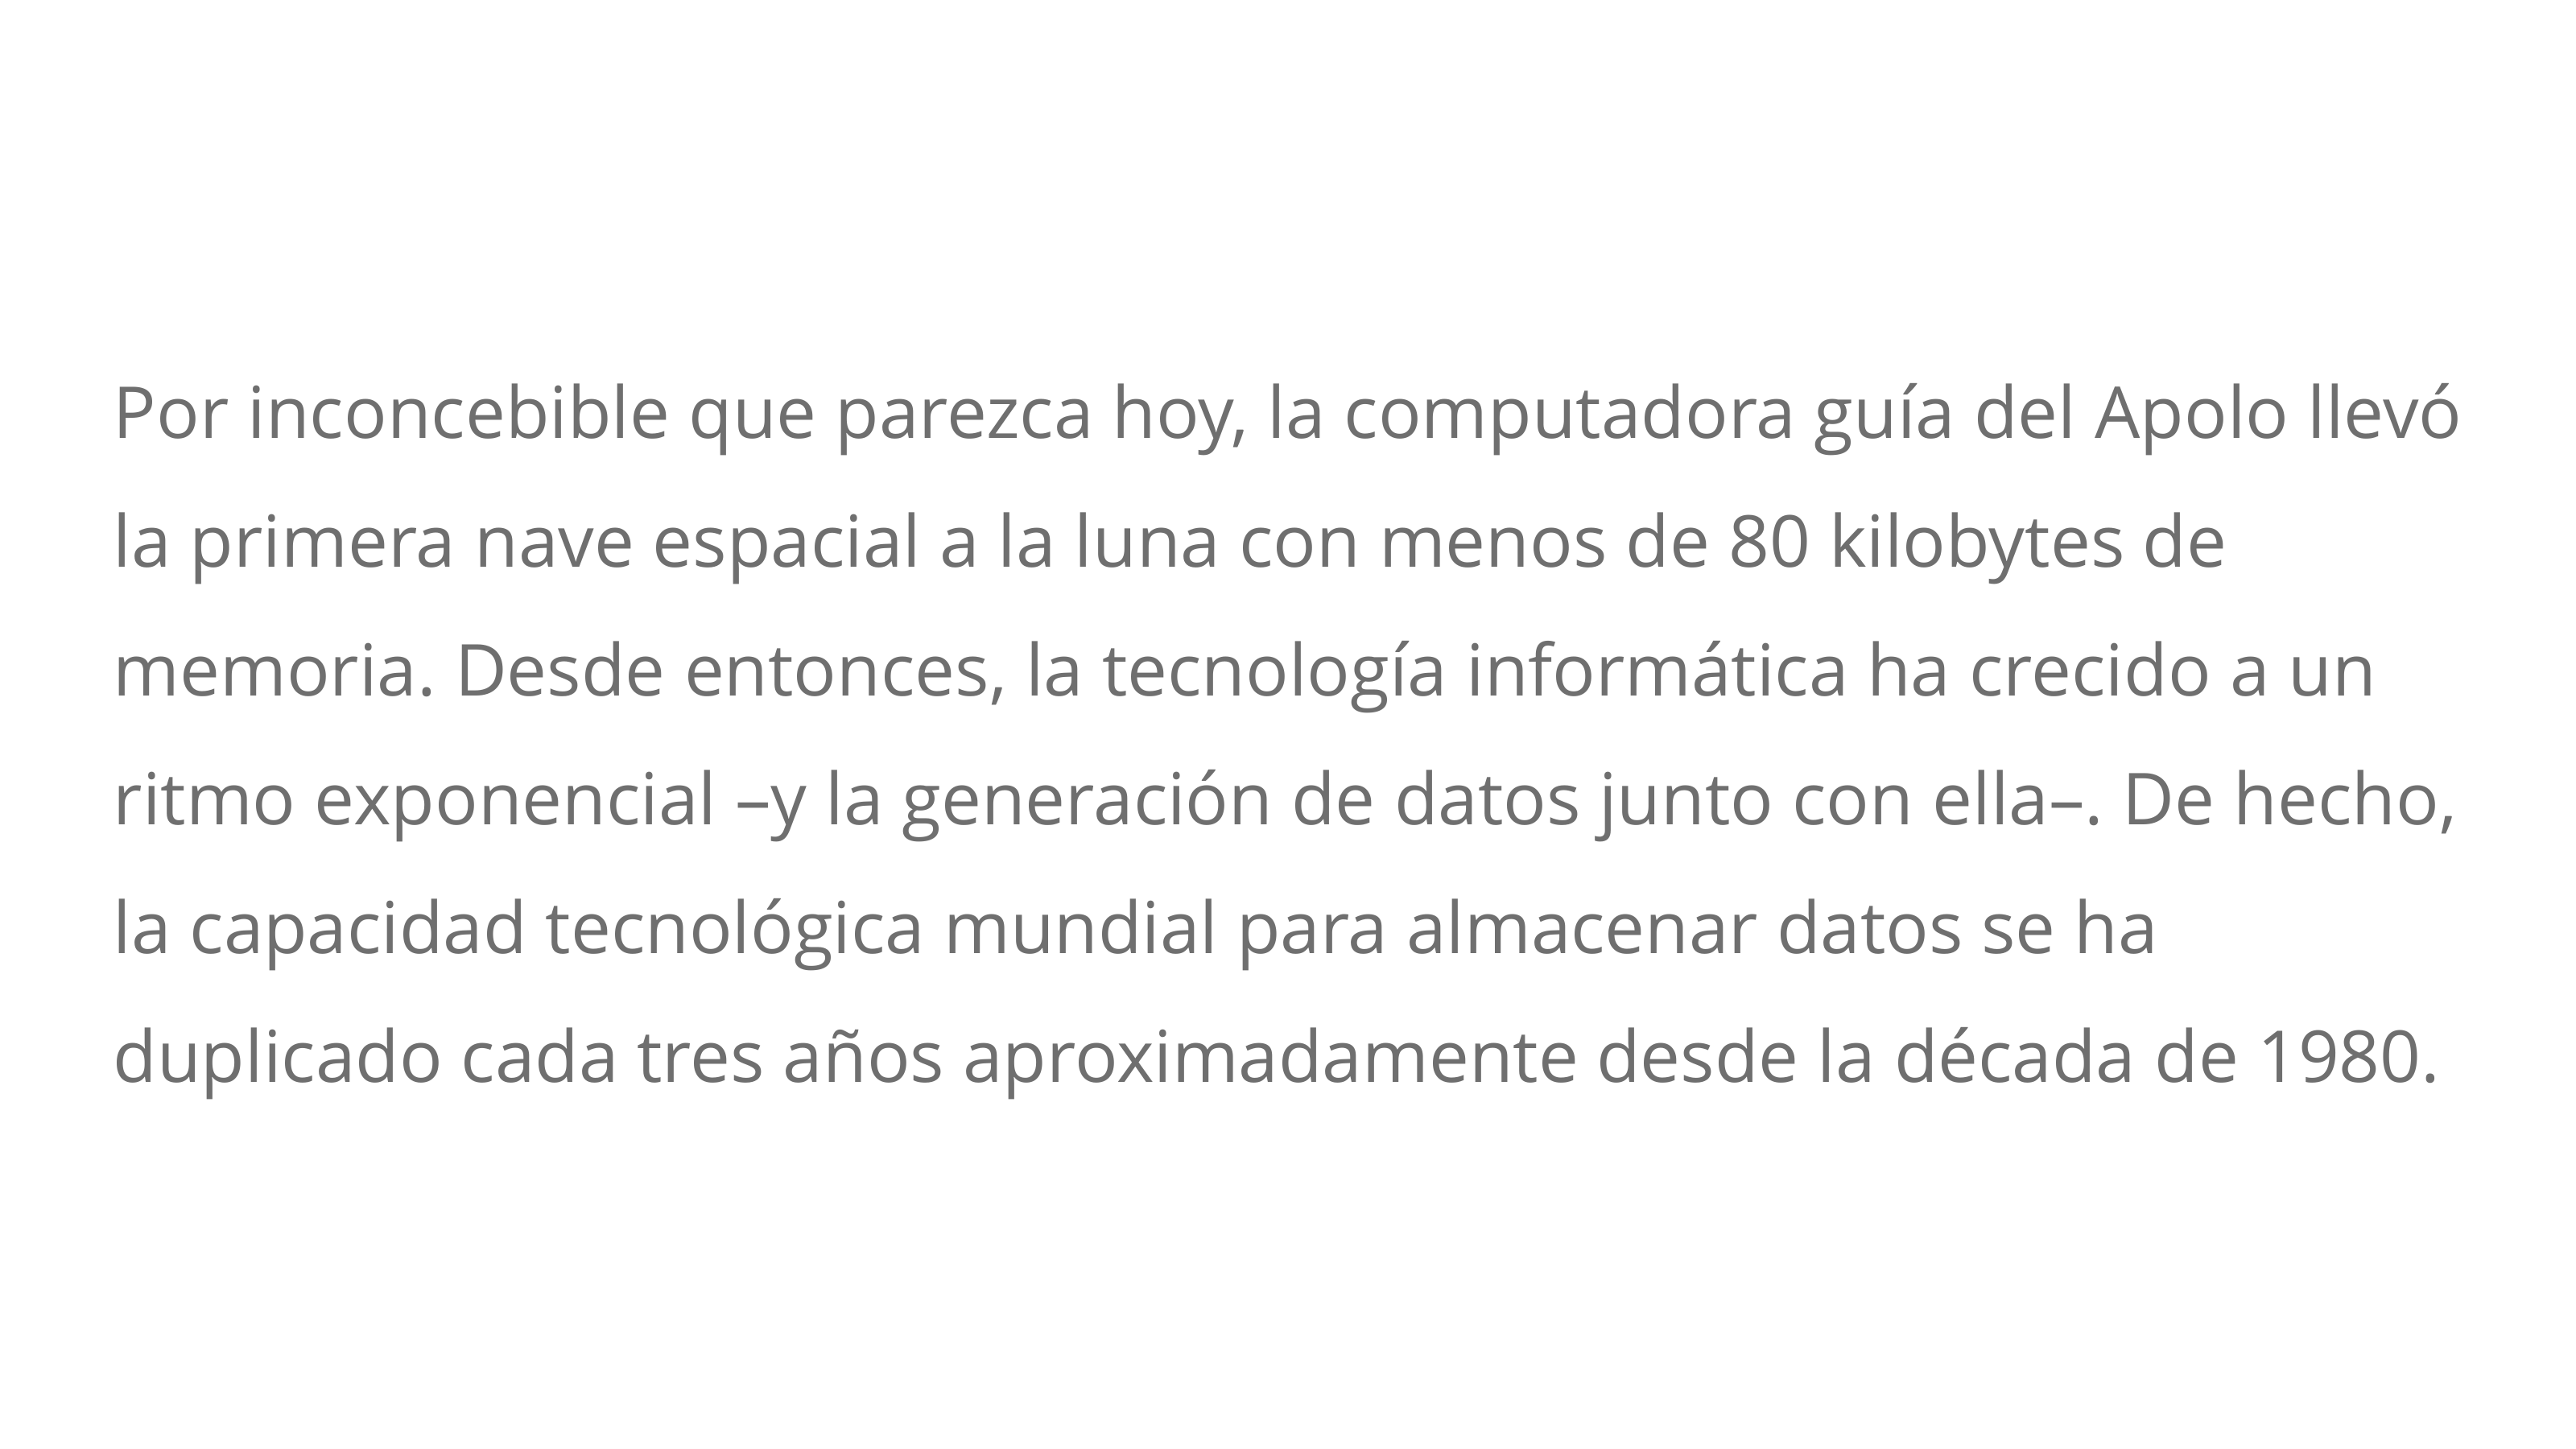 Por inconcebible que parezca hoy, la computadora guía del Apolo llevó
la primera nave espacial a la luna con menos de 80 kilobytes de
memoria. Desde entonces, la tecnología informática ha crecido a un
ritmo exponencial –y la generación de datos junto con ella–. De hecho,
la capacidad tecnológica mundial para almacenar datos se ha
duplicado cada tres años aproximadamente desde la década de 1980.